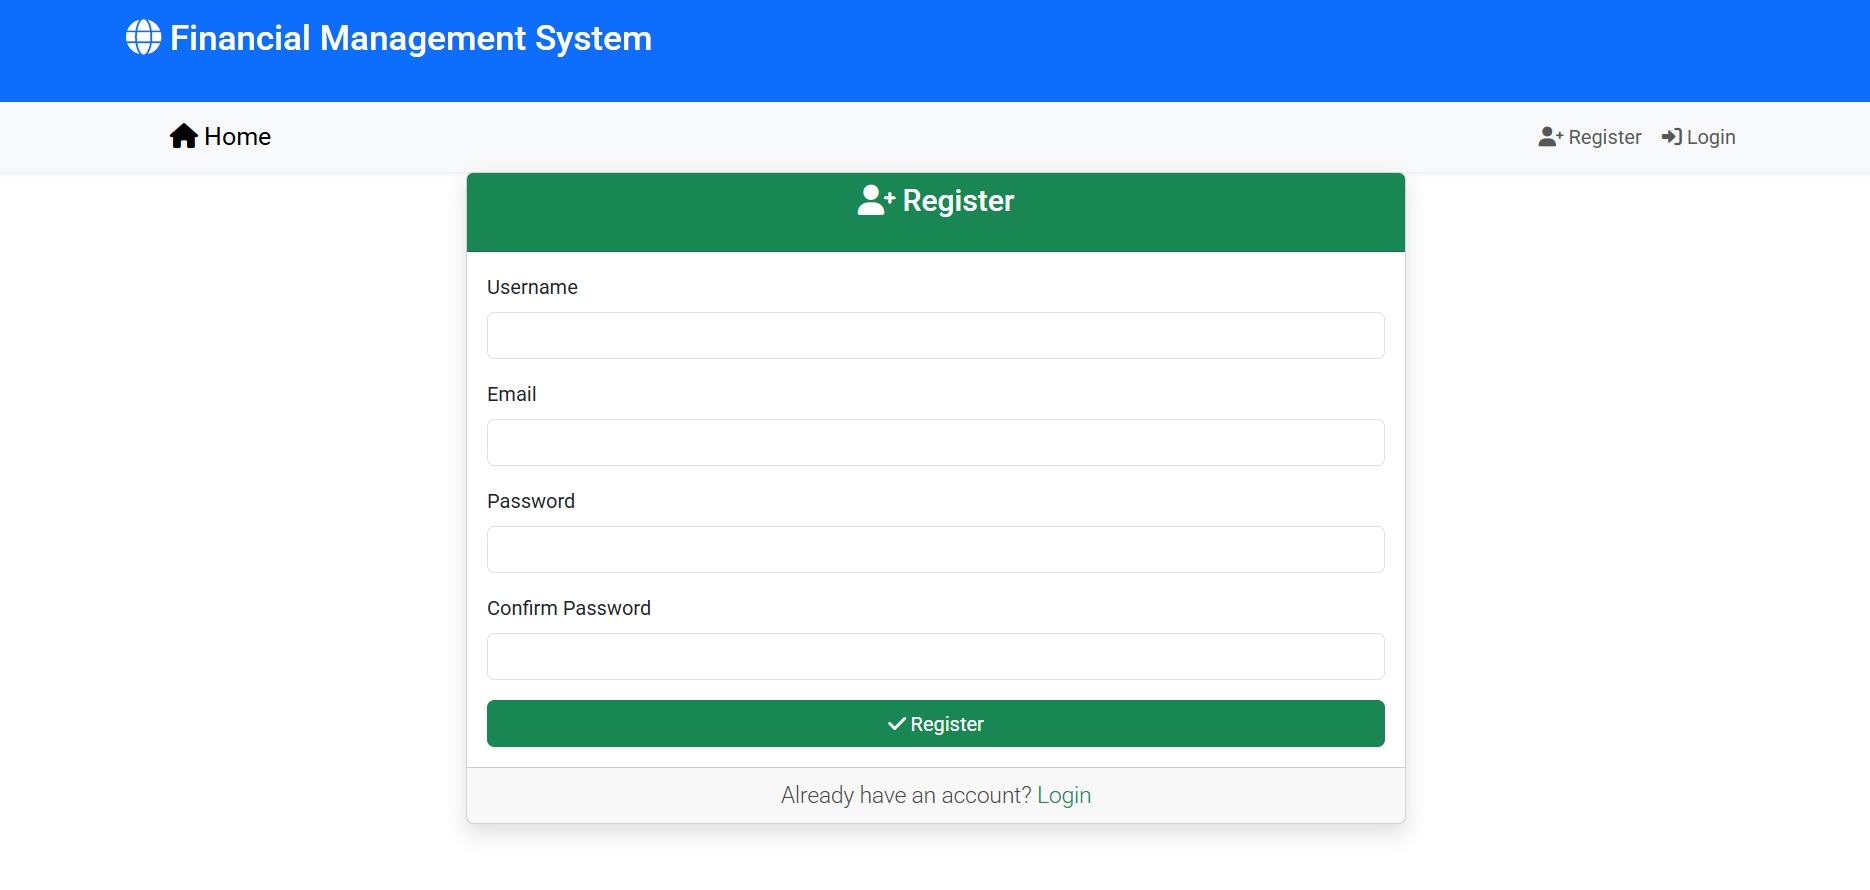 Financial Management System
Home
Register
Login
Register
Username
Email
Password
Confirm Password
Register
Already have an account? Login